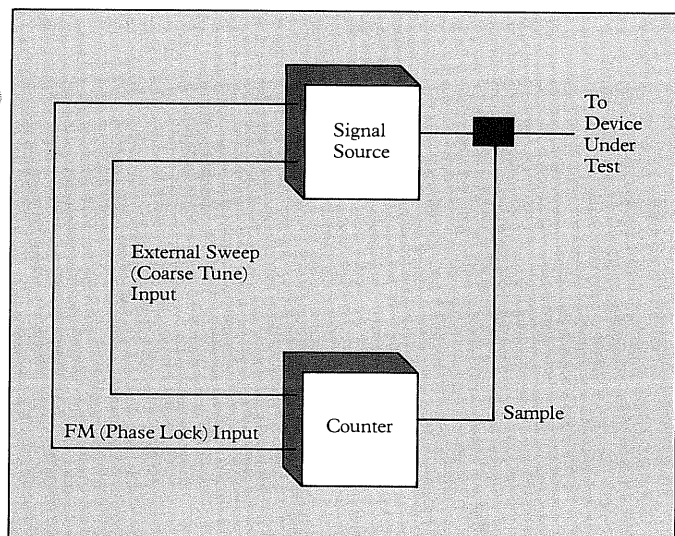 Signal
Source
To
Device
Under
Test
External Sweep
(Coarse Tune)
Input
Counter
Sample
FM (Phase Lock) Input